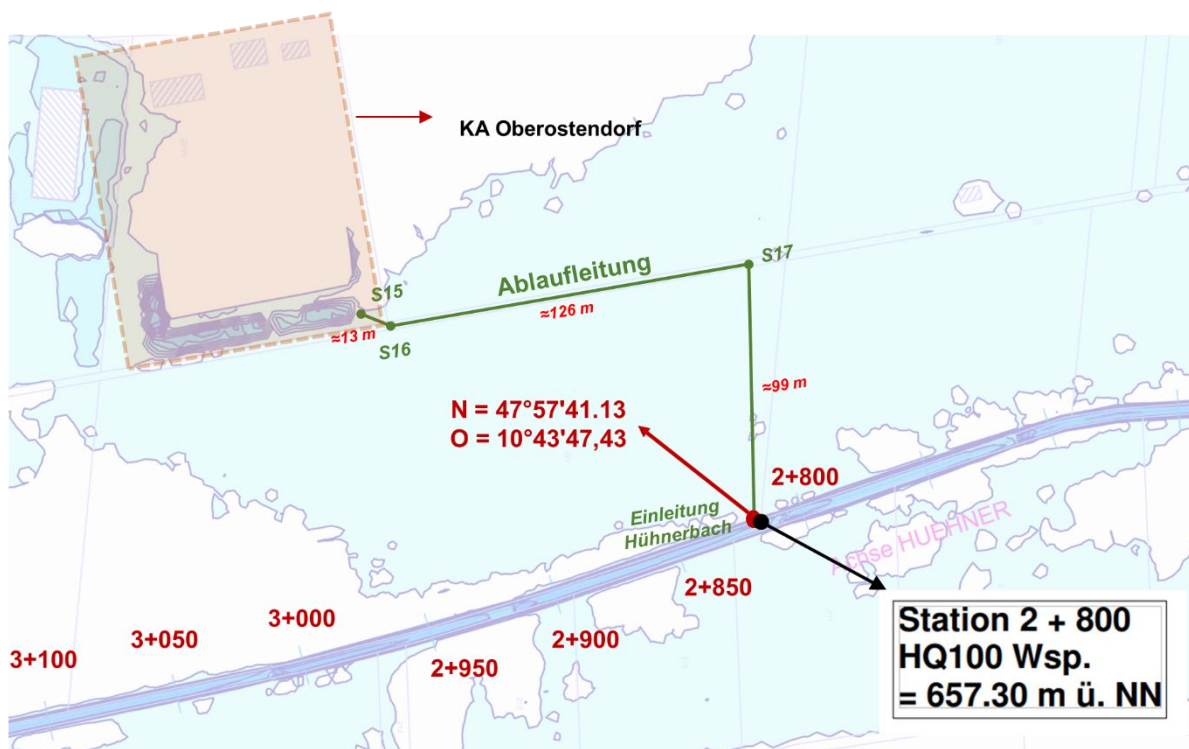 KA Oberostendorf
S15
Ablaufleitung
S17
≈13 m
S16
≈126 m
≈99 m
N = 47°57'41.13
O = 10°43'47,43
2+800
Einleitung
Hühnerbach
Achse HUEHNER
2+850
3+000
2+900
3+050
2+950
3+100
Station 2 + 800
HQ100 Wsp.
= 657.30 m ü. NN